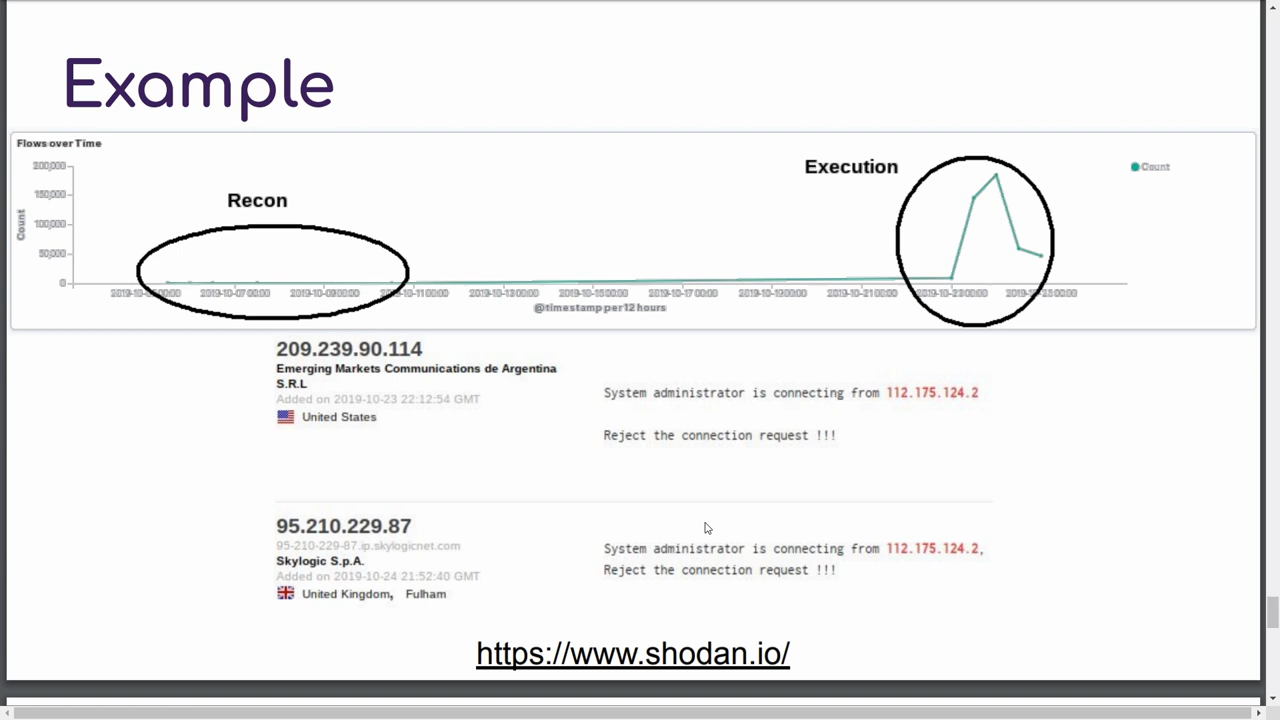 Example
Flows over Time
200,000
150,000
100,000
50,000
0
Count
Recon
Execution
Count
2019-10-07 00:00
2019-10-09 00:00
2019-10-11 00:00
2019-10-13 00:00
2019-10-15 00:00
2019-10-17 00:00
2019-10-19 00:00
2019-10-21 00:00
2019-10-23 00:00
2019-10-25 00:00
@timestamp per 12 hours
209.239.90.114
Emerging Markets Communications de Argentina
S.R.L
Added on 2019-10-23 22:12:54 GMT
United States
System administrator is connecting from 112.175.124.2
Reject the connection request !!!
95.210.229.87
95-210-229-87.ip.skylogicnet.com
Skylogic S.p.A.
Added on 2019-10-24 21:52:40 GMT
United Kingdom, Fulham
System administrator is connecting from 112.175.124.2,
Reject the connection request !!!
https://www.shodan.io/